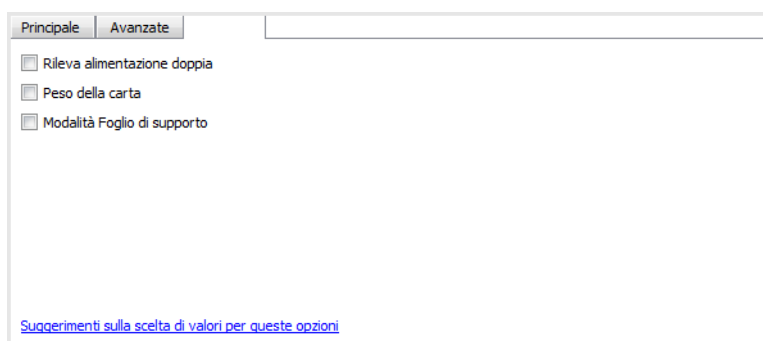 Principale Avanzate
Rileva alimentazione doppia
Peso della carta
Modalità Foglio di supporto
Suggerimenti sulla scelta di valori per queste opzioni